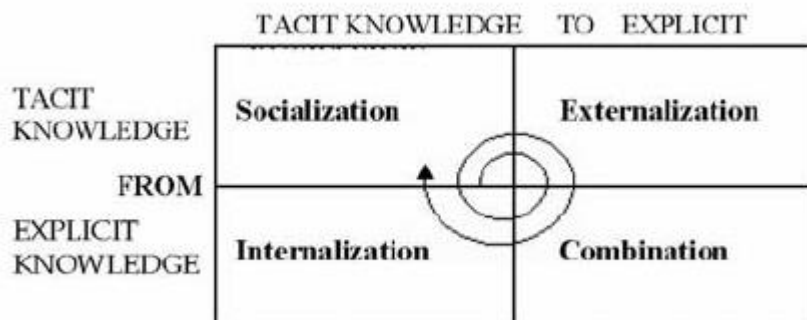 TACIT KNOWLEDGE TO EXPLICIT
TACIT
KNOWLEDGE
Socialization Externalization
FROM
EXPLICIT
KNOWLEDGE
Internalization Combination